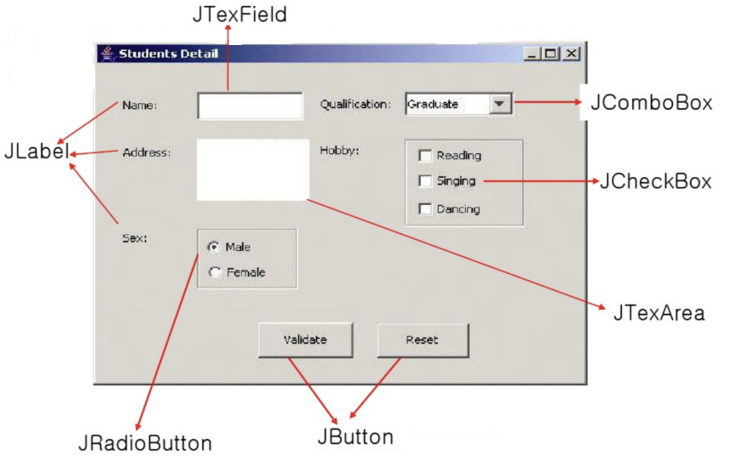 JTexField
Students Detail
Name:
Qualification:
Graduate
JComboBox
JLabel
Address:
Hobby:
Reading
Singing
JCheckBox
Dancing
Sex:
Male
Female
JTexArea
Validate
Reset
JRadioButton
JButton